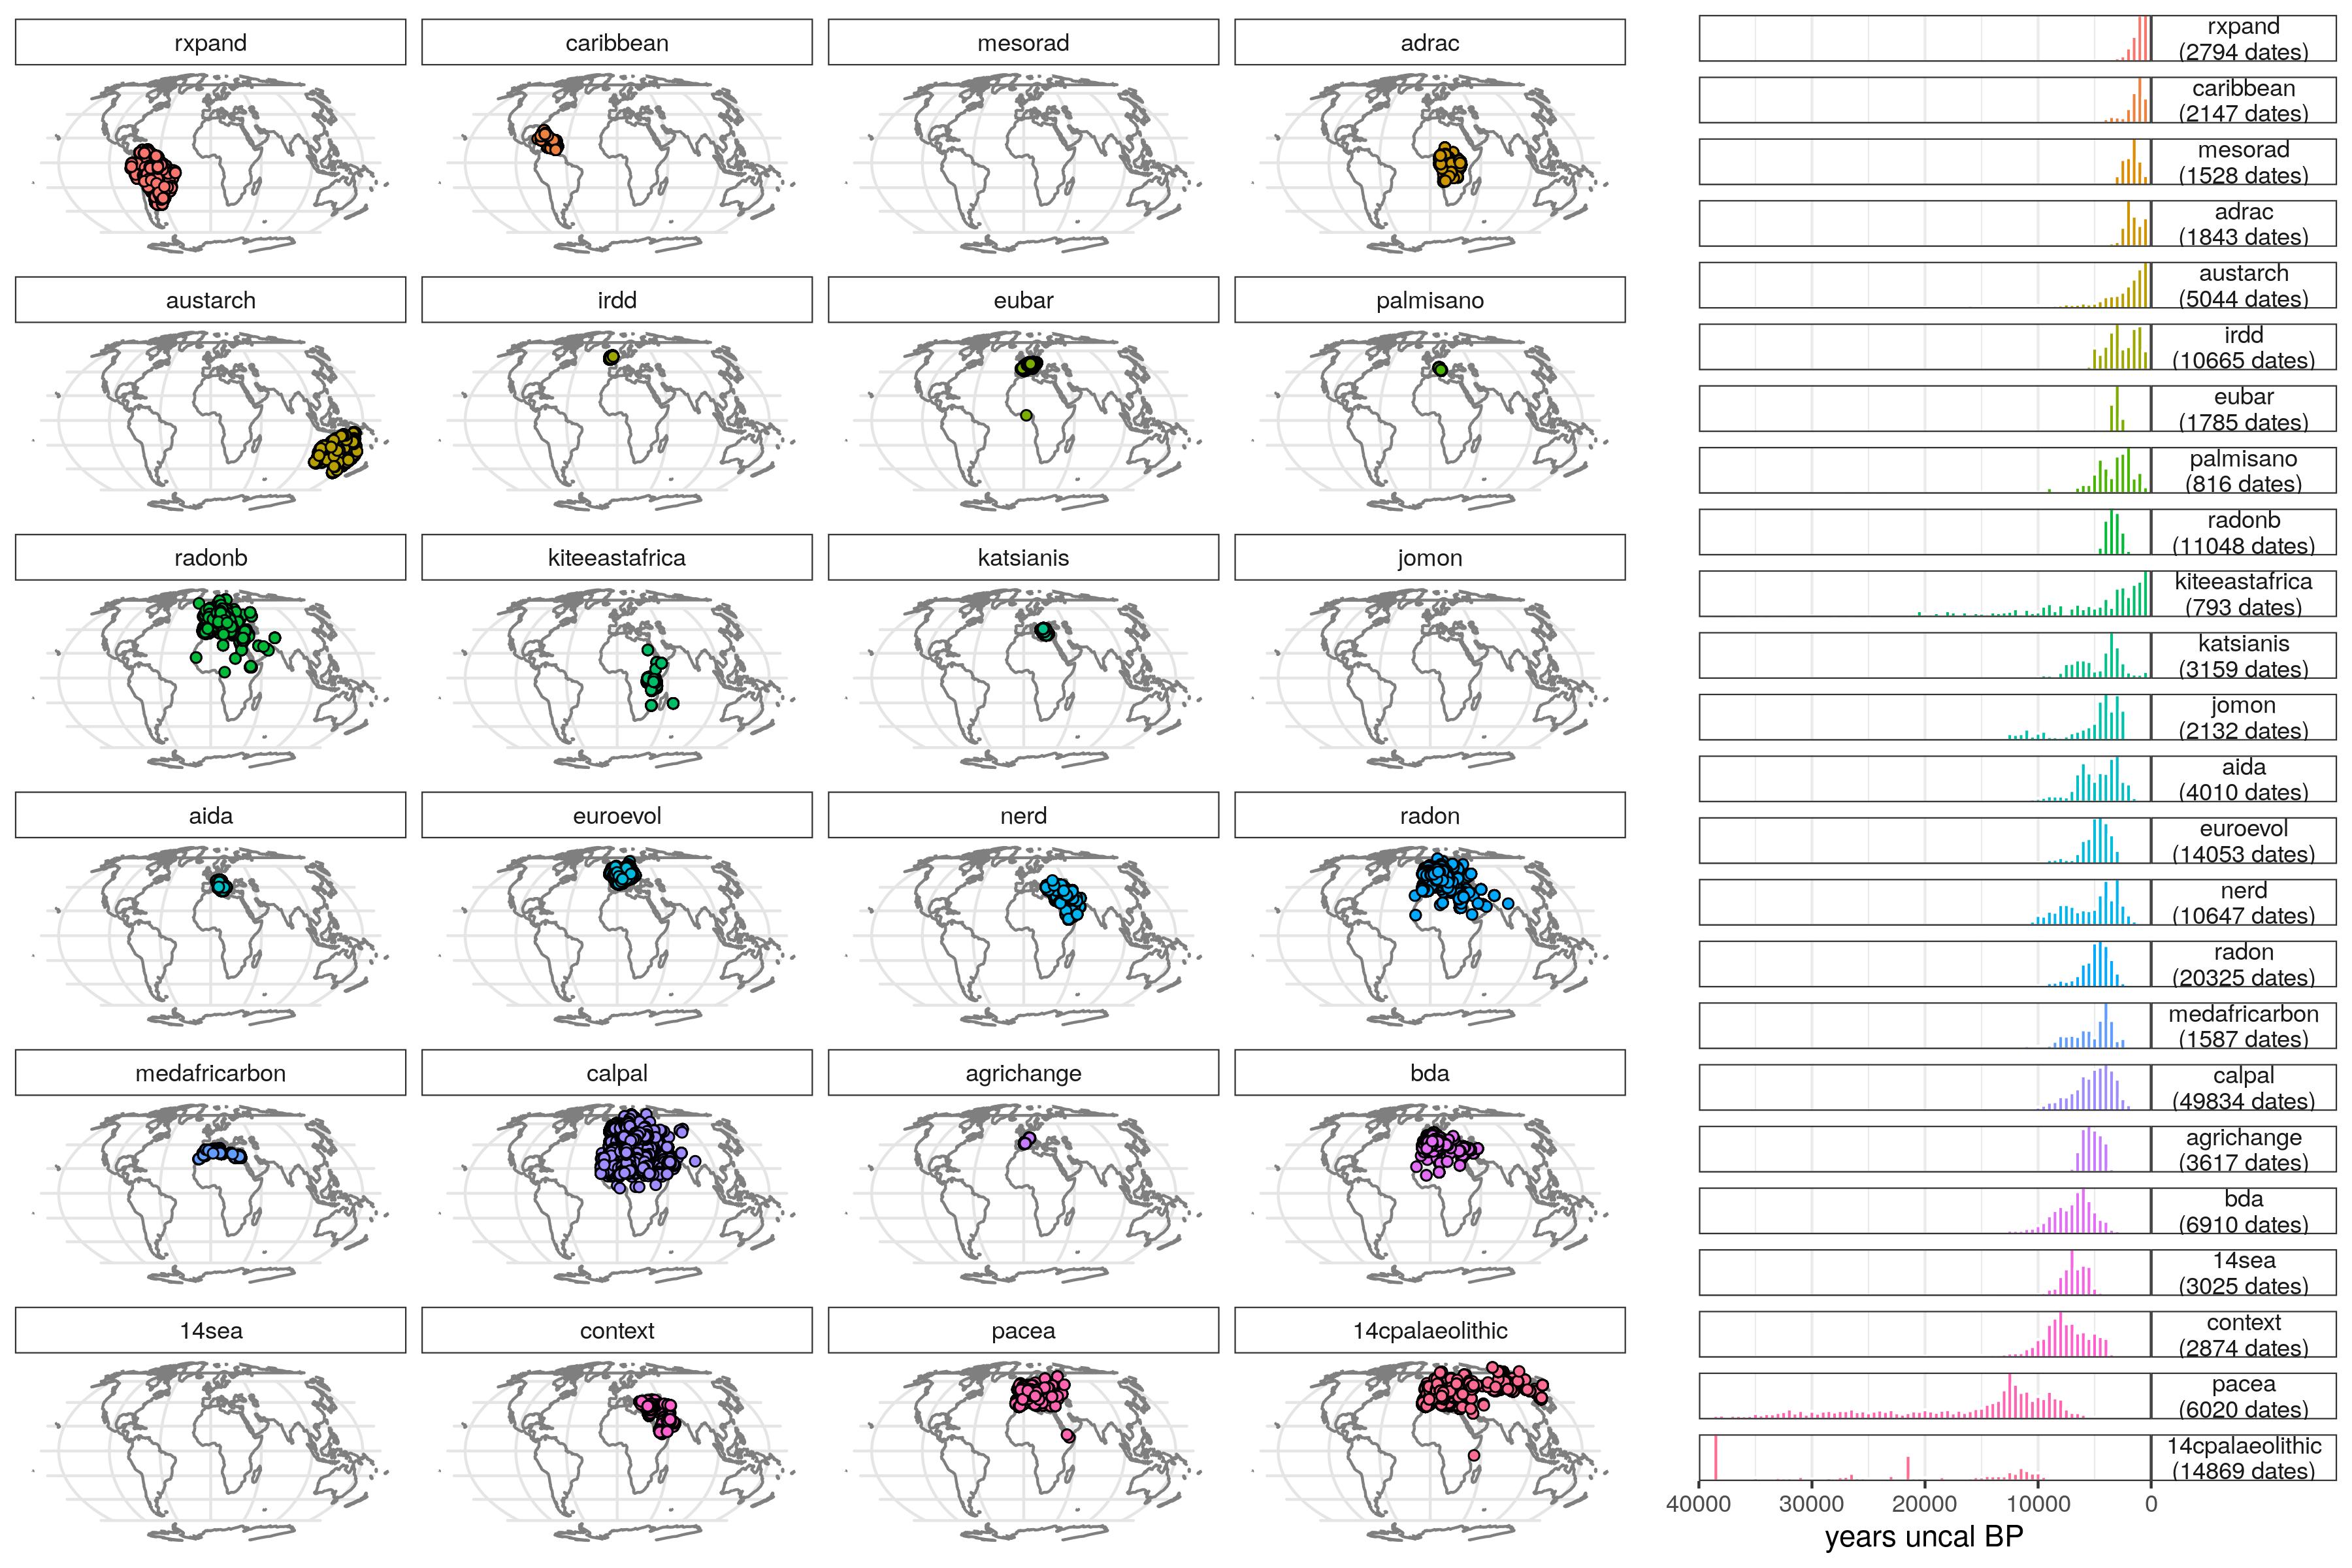 rxpand
caribbean
mesorad
adrac
austarch
irdd
eubar
palmisano
radonb
kiteeastafrica
katsianis
jomon
aida
euroevol
nerd
radon
medafricarbon
calpal
agrichange
bda
14sea
context
pacea
14cpalaeolithic
rxpand
(2794 dates)
caribbean
(2147 dates)
mesorad
(1528 dates)
adrac
(1843 dates)
austarch
(5044 dates)
irdd
(10665 dates)
eubar
(1785 dates)
palmisano
(816 dates)
radonb
(11048 dates)
kiteeastafrica
(793 dates)
katsianis
(3159 dates)
jomon
(2132 dates)
aida
(4010 dates)
euroevol
(14053 dates)
nerd
(10647 dates)
radon
(20325 dates)
medafricarbon
(1587 dates)
calpal
(49834 dates)
agrichange
(3617 dates)
bda
(6910 dates)
14sea
(3025 dates)
context
(2874 dates)
pacea
(6020 dates)
14cpalaeolithic
(14869 dates)
40000 30000 20000 10000 0
years uncal BP